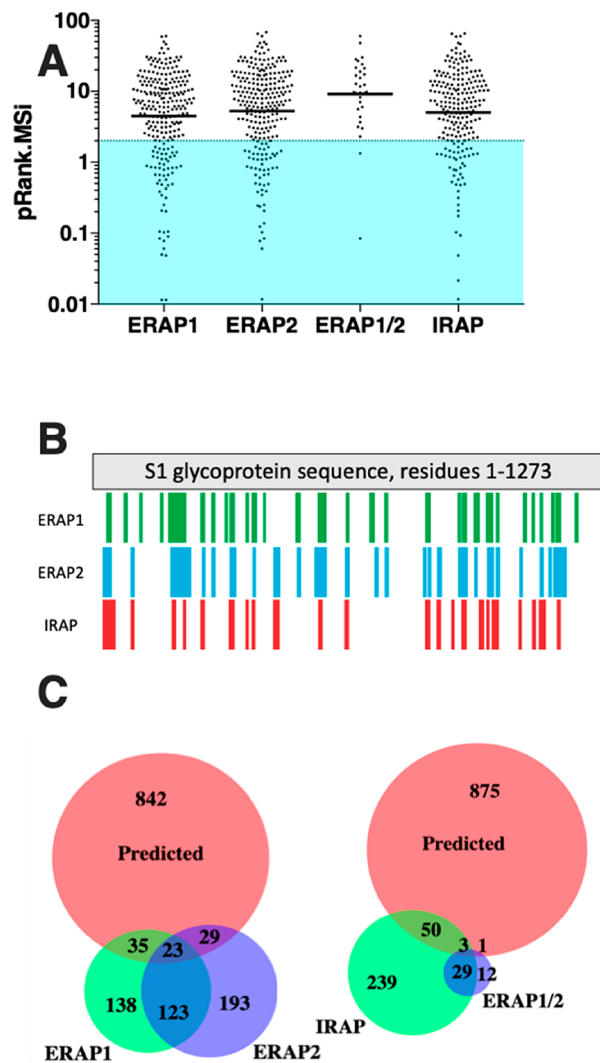 A
pRank.MSi
100
10
1
0.1
0.01
ERAP1 ERAP2 ERAP1/2 IRAP
B
S1 glycoprotein sequence, residues 1-1273
ERAP1
ERAP2
IRAP
C
842
Predicted
35 23 29
138 123 193
ERAP1 ERAP2
875
Predicted
50 3 1
239 29 12
IRAP ERAP1/2